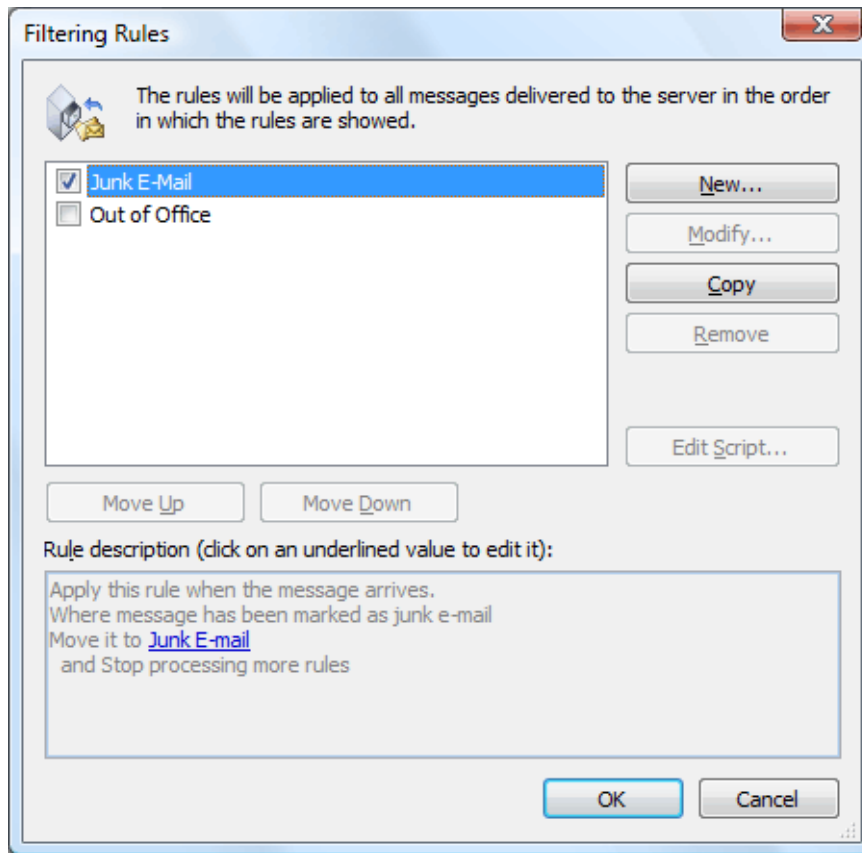 Filtering Rules
The rules will be applied to all messages delivered to the server in the order
in which the rules are showed.
Junk E-Mail
Out of Office
New...
Modify...
Copy
Remove
Edit Script...
Move Up
Move Down
Rule description (click on an underlined value to edit it):
Apply this rule when the message arrives.
Where message has been marked as junk e-mail
Move it to Junk E-mail
and Stop processing more rules
OK
Cancel